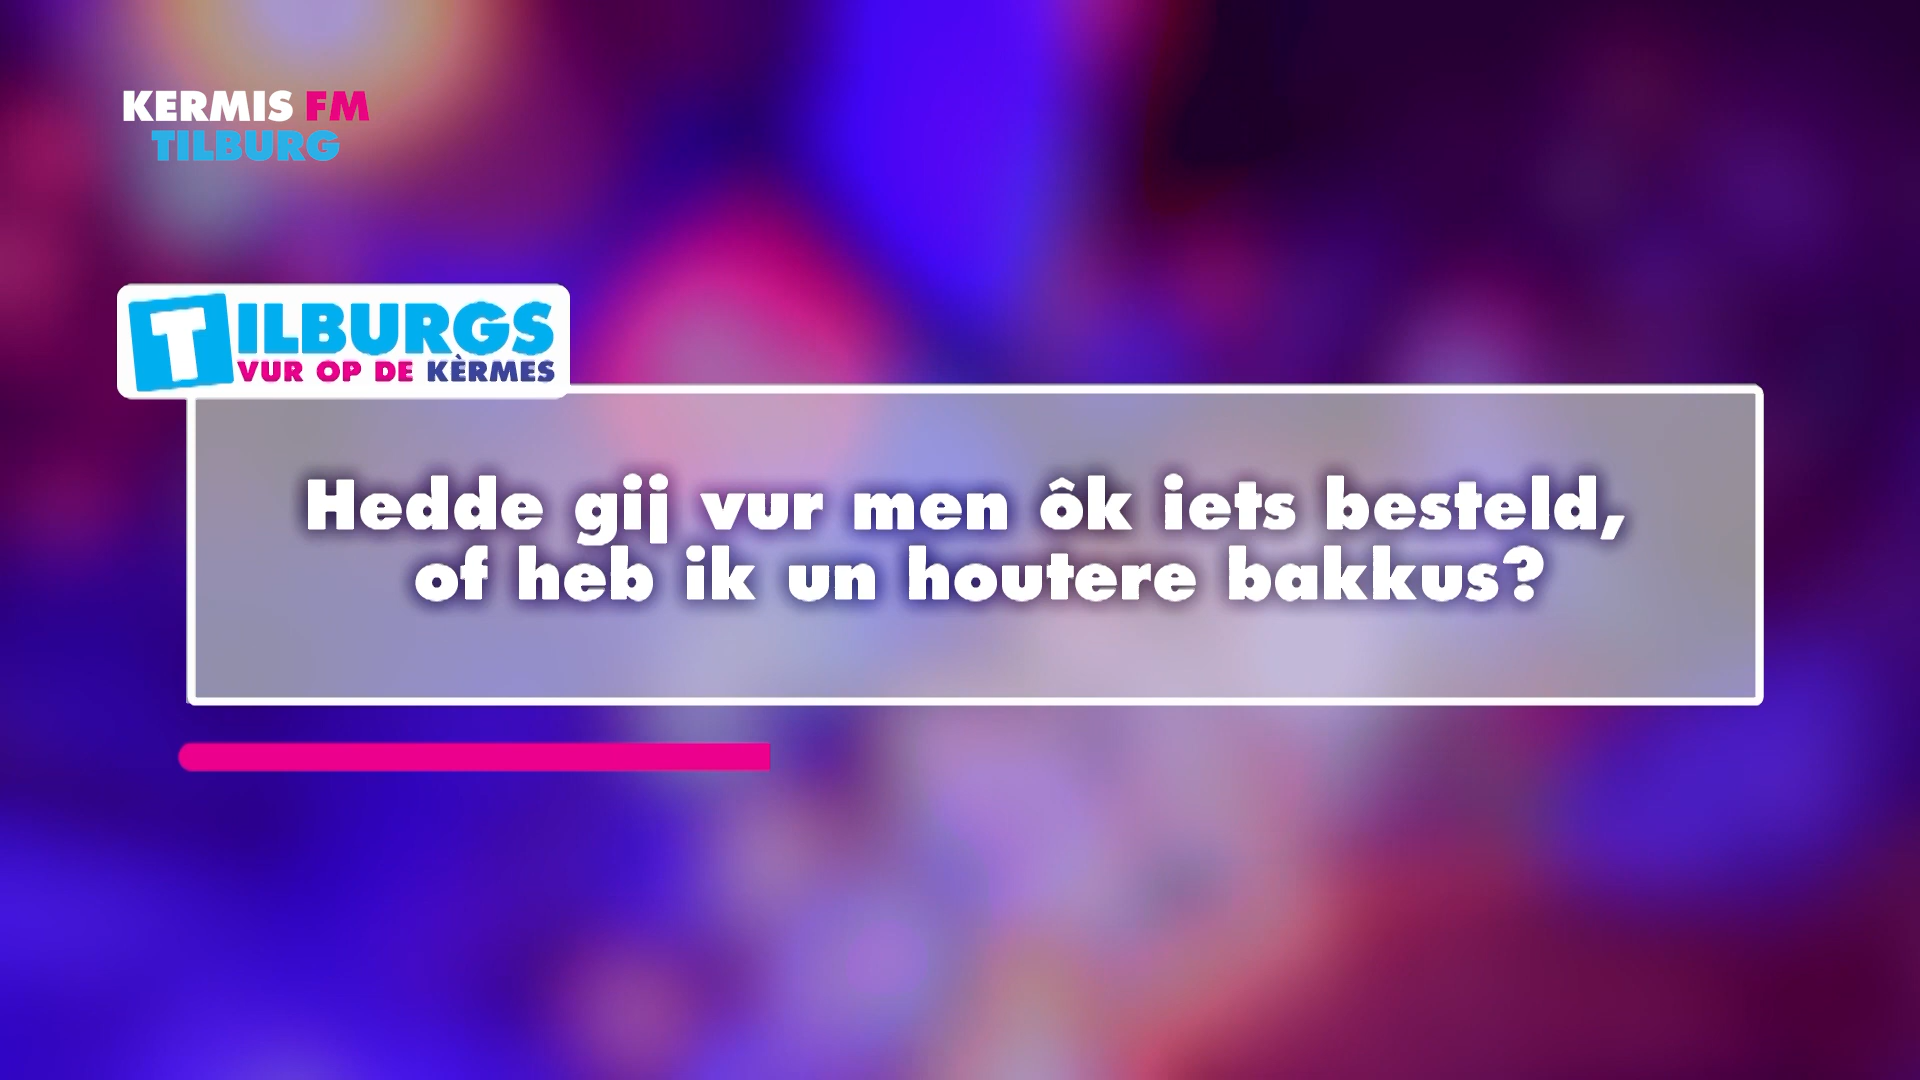 KERMIS FM
TILBURG
TILBURGS
VUR OP DE KÈRMES
Hedde gij vur men ôk iets besteld,
of heb ik un houtere bakkus?